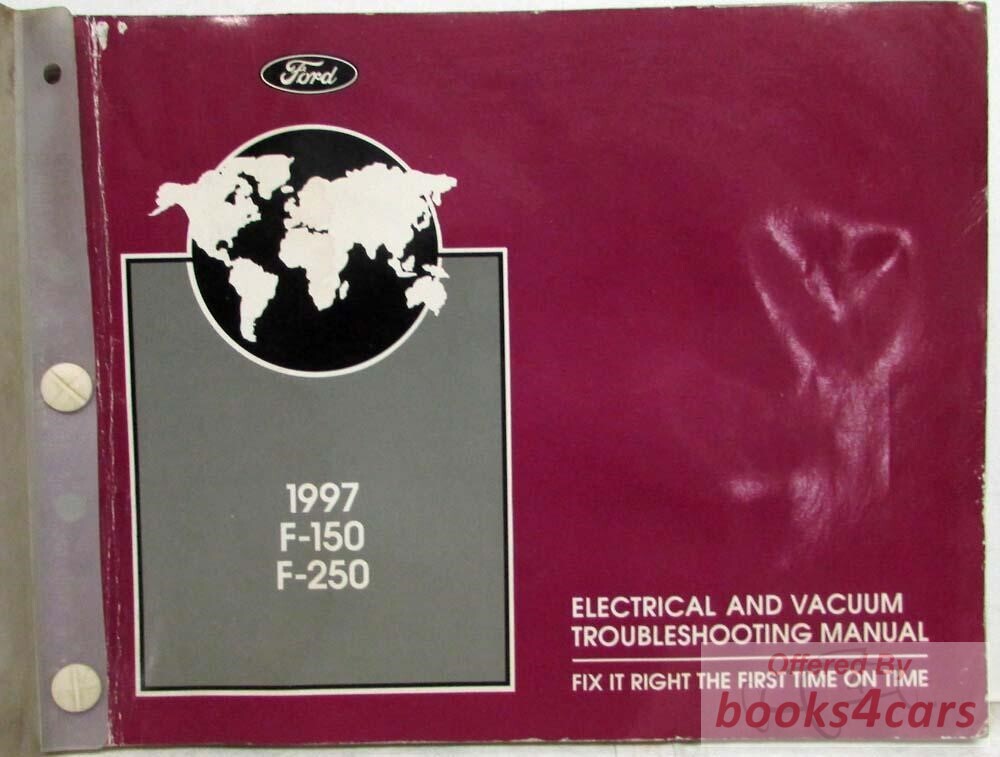 Ford
1997
F-150
F-250
ELECTRICAL AND VACUUM
TROUBLESHOOTING MANUAL
FIX IT RIGHT THE FIRST TIME ON TIME
Offered By
books4cars